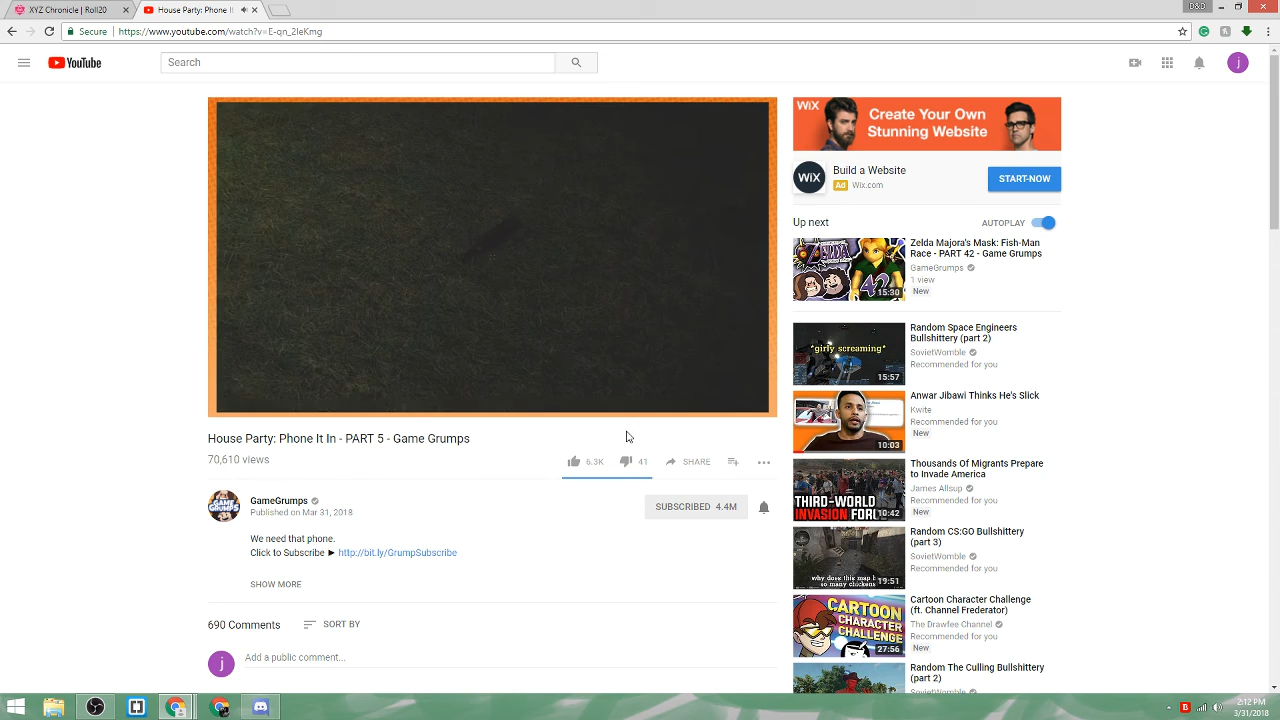 XYZ Chronicle | Roll20
House Party: Phone It I
Secure
https://www.youtube.com/watch?v=E-qn_2IeKmg
YouTube
Search
j
WiX
Create Your Own
Stunning Website
WiX
Build a Website
Ad Wix.com
START-NOW
Up next
AUTOPLAY
Zelda Majora's Mask: Fish-Man
Race - PART 42 - Game Grumps
GameGrumps
1 view
New
42
15:30
Random Space Engineers
Bullshittery (part 2)
SovietWomble
Recommended for you
*girly screaming*
15:57
Anwar Jibawi Thinks He's Slick
Kwite
Recommended for you
New
10:03
Thousands Of Migrants Prepare
to Invade America
James Allsup
Recommended for you
New
THIRD-WORLD
INVASION FOR
10:42
Random CS:GO Bullshittery
(part 3)
SovietWomble
Recommended for you
why does this map
so many chickens
19:51
Cartoon Character Challenge
(ft. Channel Frederator)
The Drawfee Channel
Recommended for you
New
CARTOON
CHARACTER
CHALLENGE
27:56
Random The Culling Bullshittery
(part 2)
SovietWomble
House Party: Phone It In - PART 5 - Game Grumps
70,610 views
6.3K
41
SHARE
GAME
GRUMPS
GameGrumps
Published on Mar 31, 2018
SUBSCRIBED 4.4M
We need that phone.
Click to Subscribe ► http://bit.ly/GrumpSubscribe
SHOW MORE
690 Comments
SORT BY
j
Add a public comment...
2:12 PM
3/31/2018